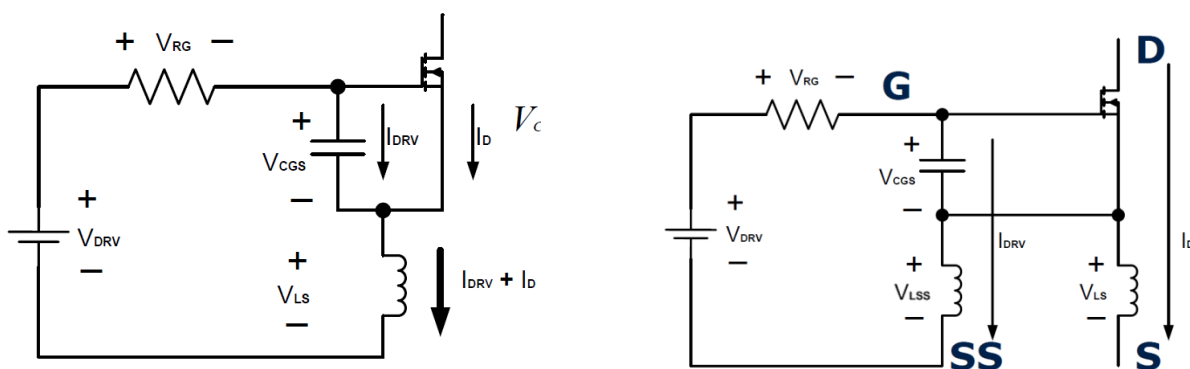 + VRG −
+
VCGS
−
IDRV
ID
+
VDRV
−
+
VLS
−
IDRV + ID
D
+ VRG −
G
+
VCGS
−
+
VDRV
−
IDRV
+
VLSS
−
+
VLS
−
SS
S